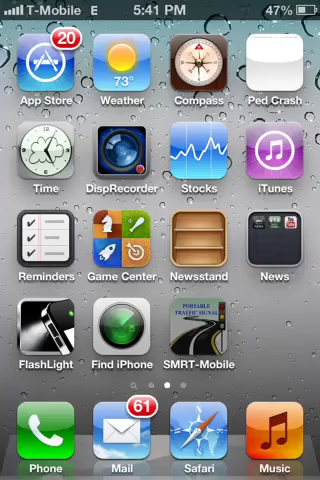 T-Mobile E 5:41 PM 47%
20
73°
App Store Weather Compass Ped Crash
Time DispRecorder Stocks iTunes
Reminders Game Center Newsstand News
PORTABLE
TRAFFIC SIGNAL
FlashLight Find iPhone SMRT-Mobile
61
Phone Mail Safari Music